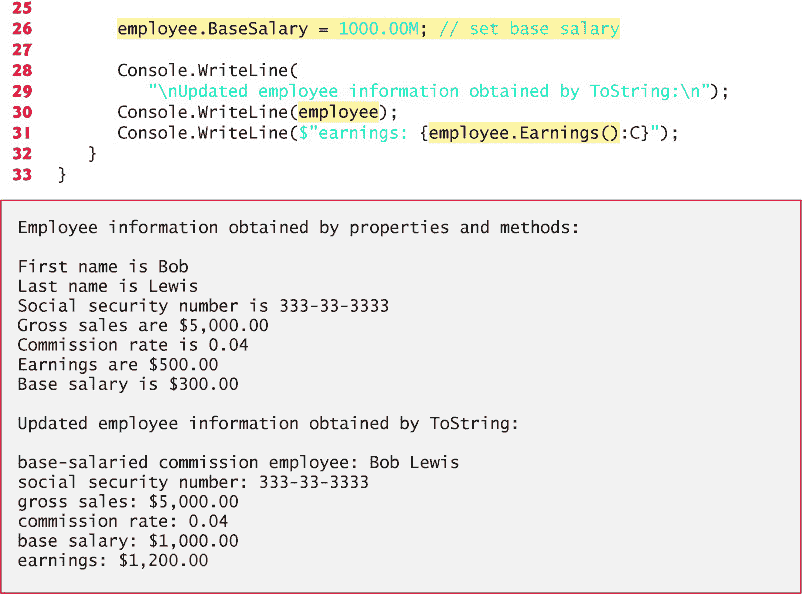 25
26 employee.BaseSalary = 1000.00M; // set base salary
27
28 Console.WriteLine(
29 "\nUpdated employee information obtained by ToString:\n");
30 Console.WriteLine(employee);
31 Console.WriteLine($"earnings: {employee.Earnings():C}");
32 }
33 }
Employee information obtained by properties and methods:
First name is Bob
Last name is Lewis
Social security number is 333-33-3333
Gross sales are $5,000.00
Commission rate is 0.04
Earnings are $500.00
Base salary is $300.00
Updated employee information obtained by ToString:
base-salaried commission employee: Bob Lewis
social security number: 333-33-3333
gross sales: $5,000.00
commission rate: 0.04
base salary: $1,000.00
earnings: $1,200.00